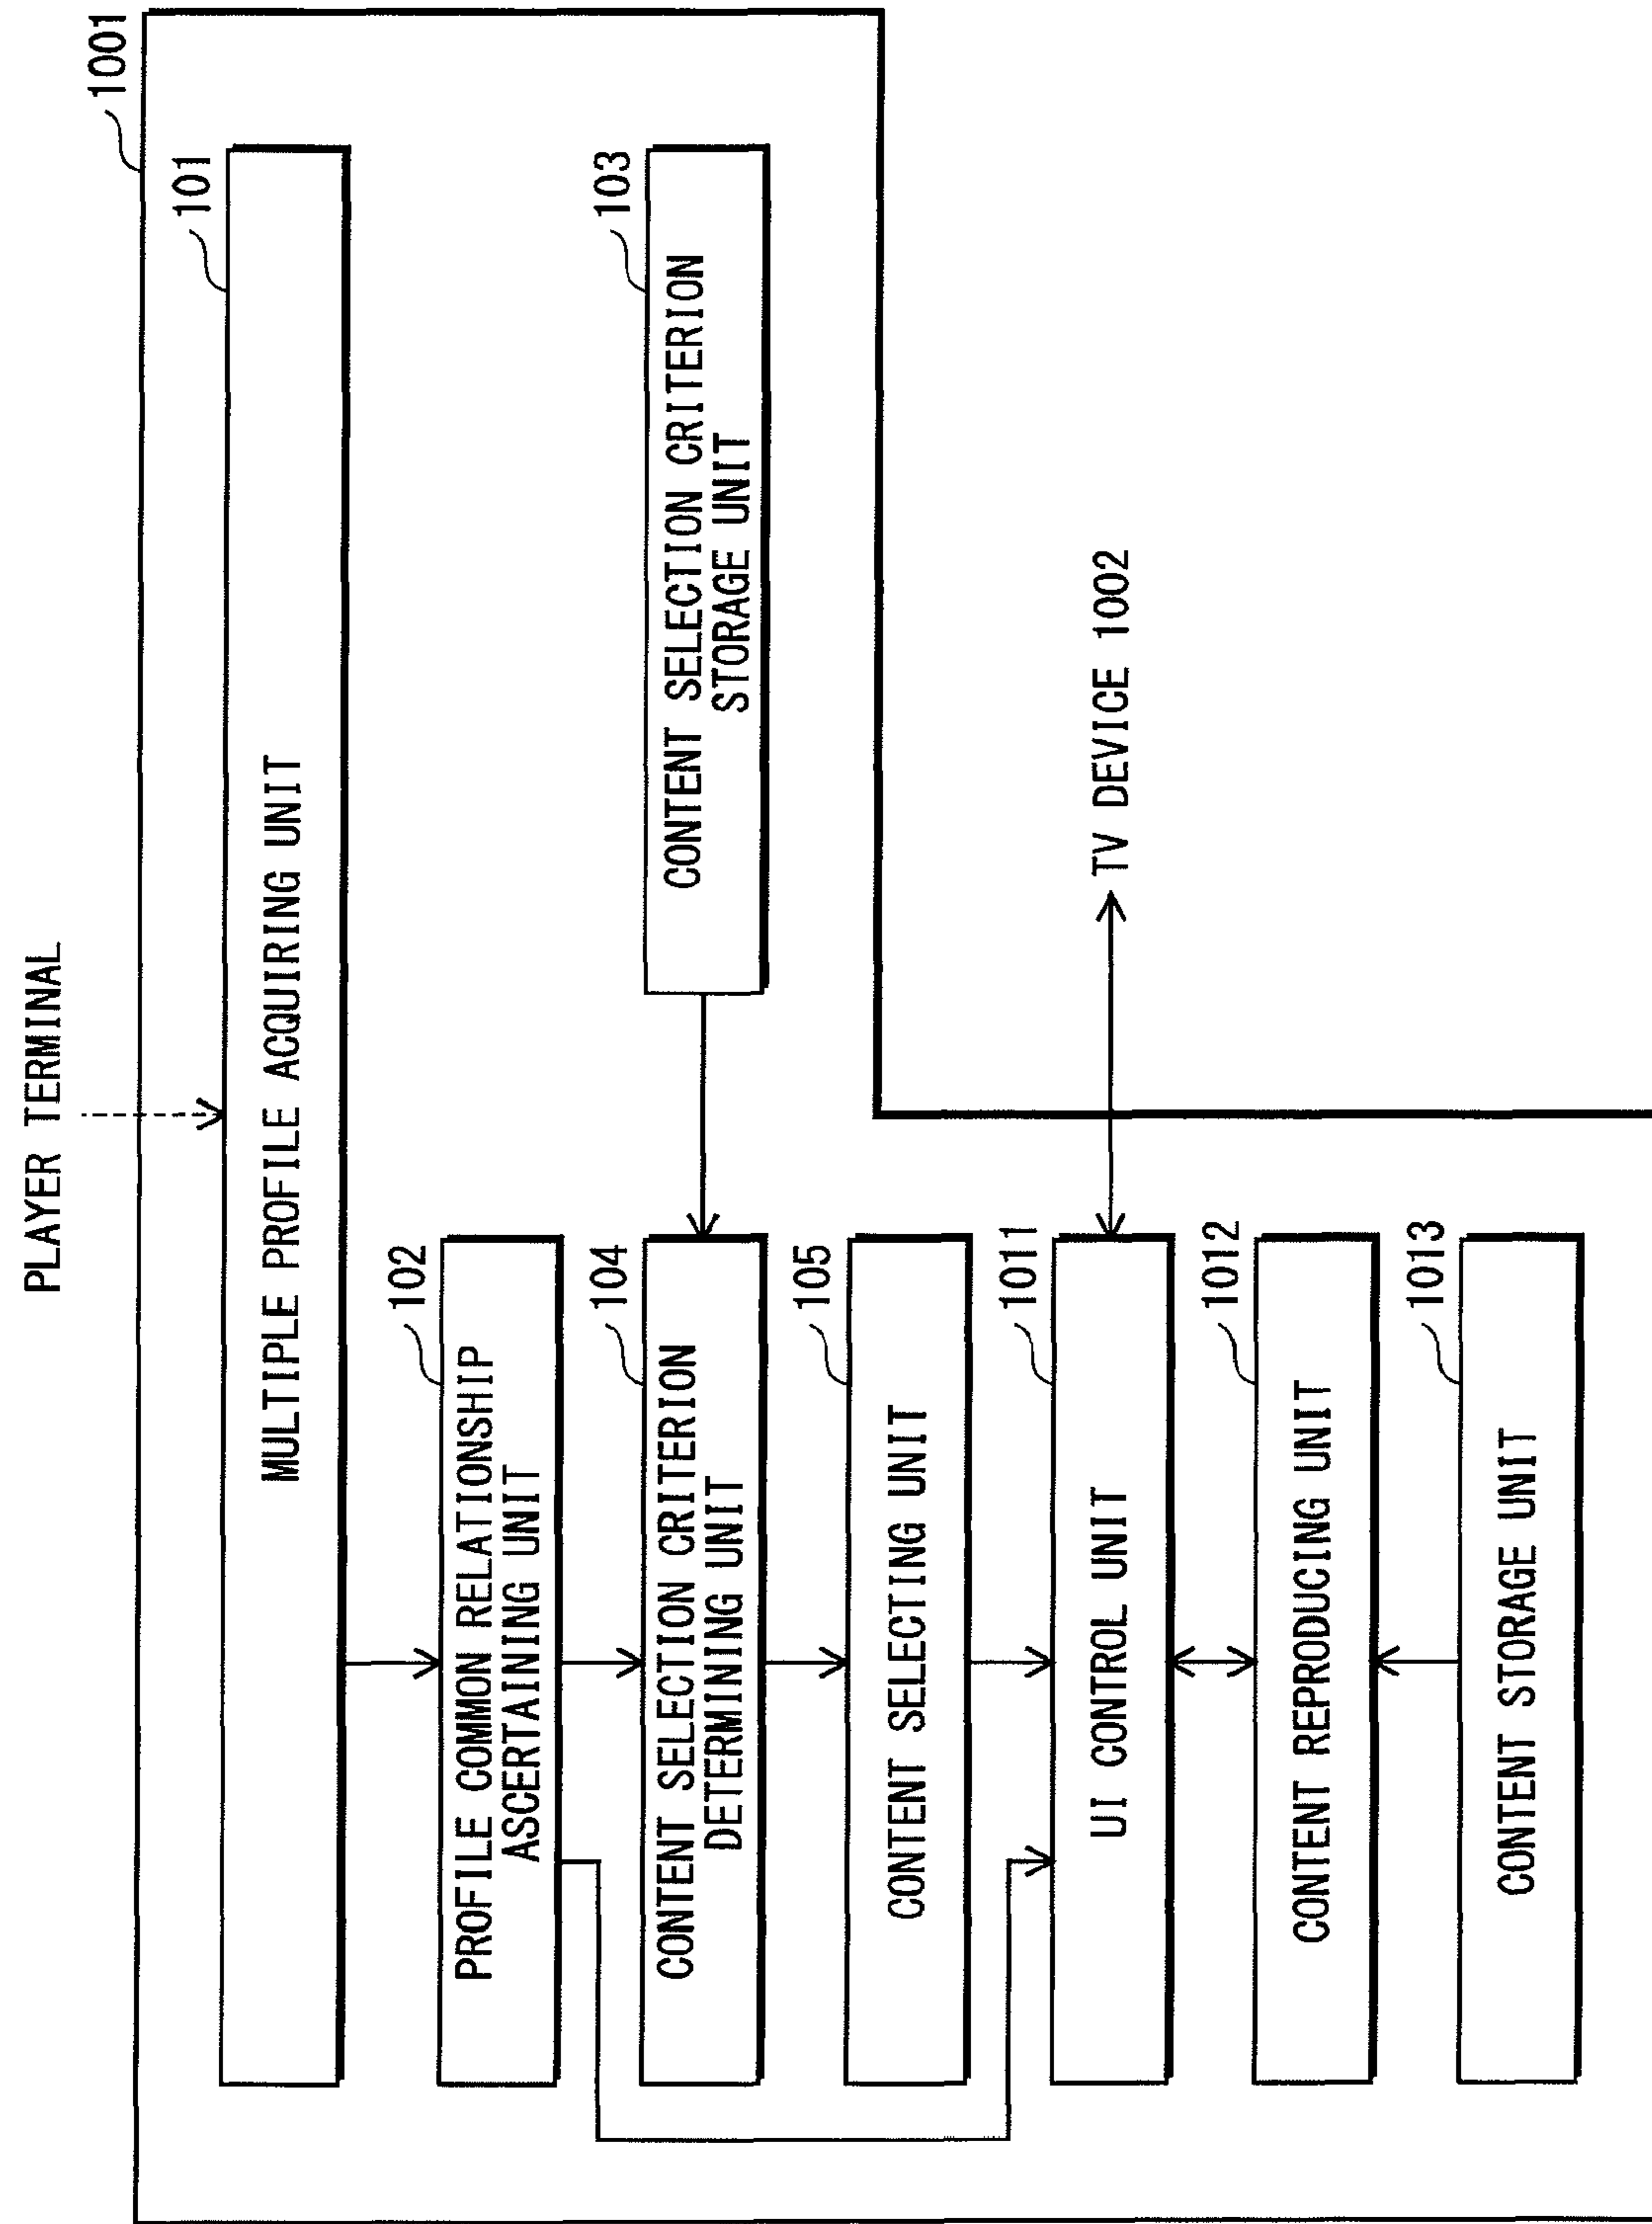 PLAYER TERMINAL
1001
101
MULTIPLE PROFILE ACQUIRING UNIT
102
PROFILE COMMON RELATIONSHIP
ASCERTAINING UNIT
103
CONTENT SELECTION CRITERION
STORAGE UNIT
104
CONTENT SELECTION CRITERION
DETERMINING UNIT
105
CONTENT SELECTING UNIT
1011
UI CONTROL UNIT
TV DEVICE 1002
1012
CONTENT REPRODUCING UNIT
1013
CONTENT STORAGE UNIT